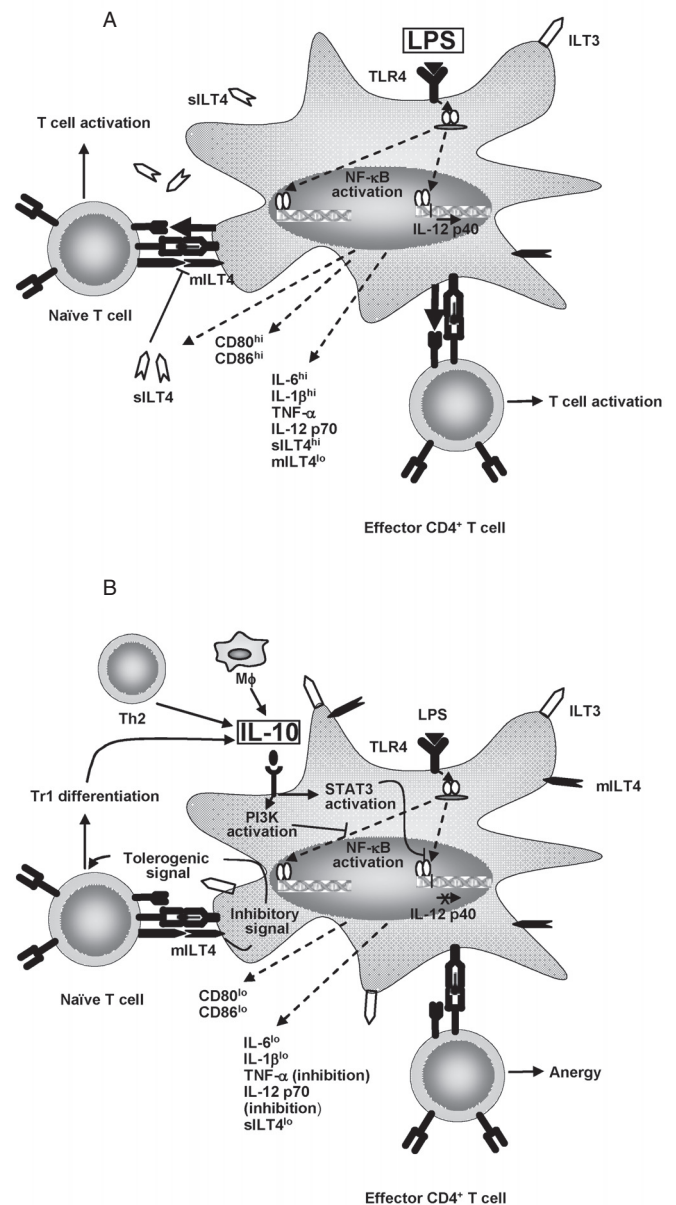 A
LPS
ILT3
TLR4
sILT4
T cell activation
NF-κB
activation
IL-12 p40
mILT4
Naïve T cell
CD80hi
CD86hi
sILT4
IL-6hi
IL-1βhi
TNF-α
IL-12 p70
sILT4hi
mILT4lo
T cell activation
Effector CD4+ T cell
B
Mϕ
Th2
IL-10
LPS
ILT3
TLR4
mILT4
STAT3
activation
Tr1 differentiation
PI3K
activation
NF-κB
activation
Tolerogenic
signal
Inhibitory
signal
IL-12 p40
mILT4
Naïve T cell
CD80lo
CD86lo
IL-6lo
IL-1βlo
TNF-α (inhibition)
IL-12 p70
(inhibition)
sILT4lo
Anergy
Effector CD4+ T cell